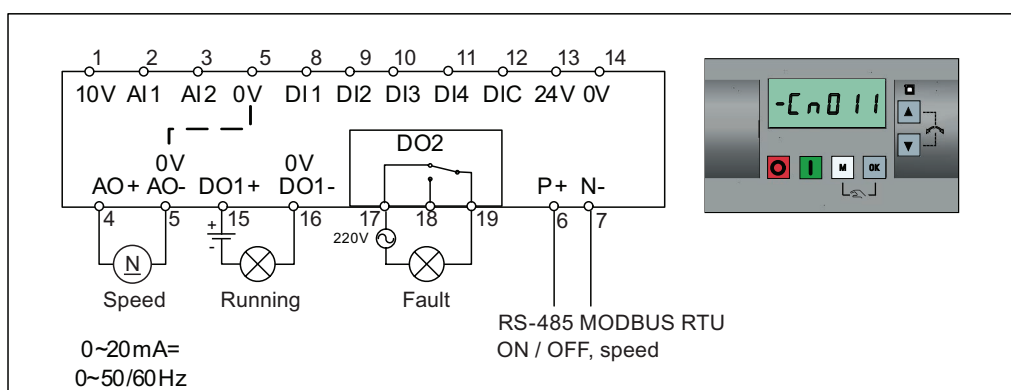 1 2 3 5 8 9 10 11 12 13 14
10V AI1 AI2 0V DI1 DI2 DI3 DI4 DIC 24V 0V
-Cn011
M OK
DO2
0V 0V
AO+ AO- DO1+ DO1- P+ N-
4 5 15 16 17 18 19 6 7
+
-
220V
N
Speed Running Fault
RS-485 MODBUS RTU
ON / OFF, speed
0~20mA=
0~50/60Hz